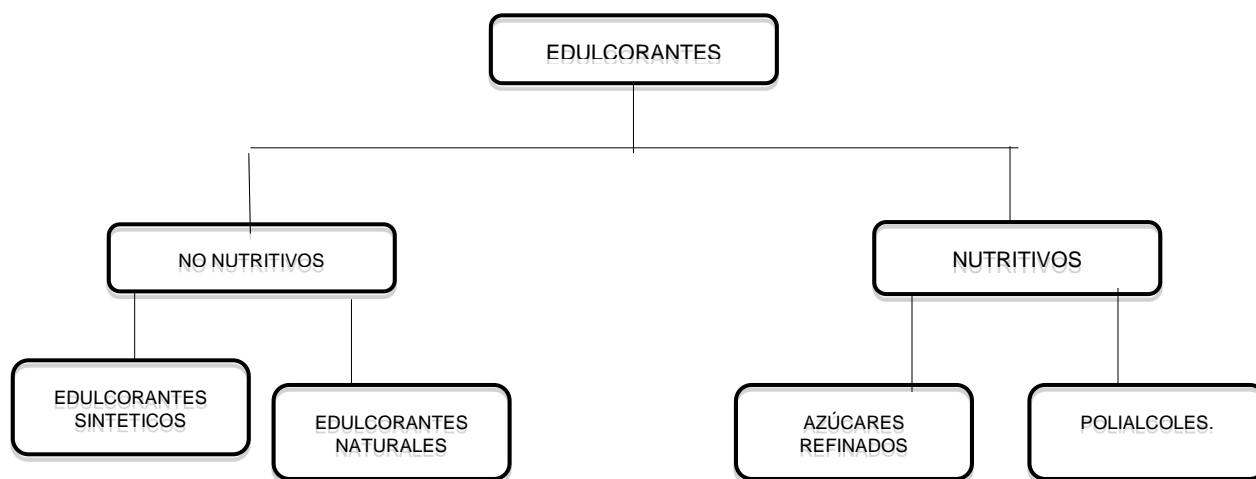 EDULCORANTES
NO NUTRITIVOS
NUTRITIVOS
EDULCORANTES
SINTETICOS
EDULCORANTES
NATURALES
AZÚCARES
REFINADOS
POLIALCOLES.